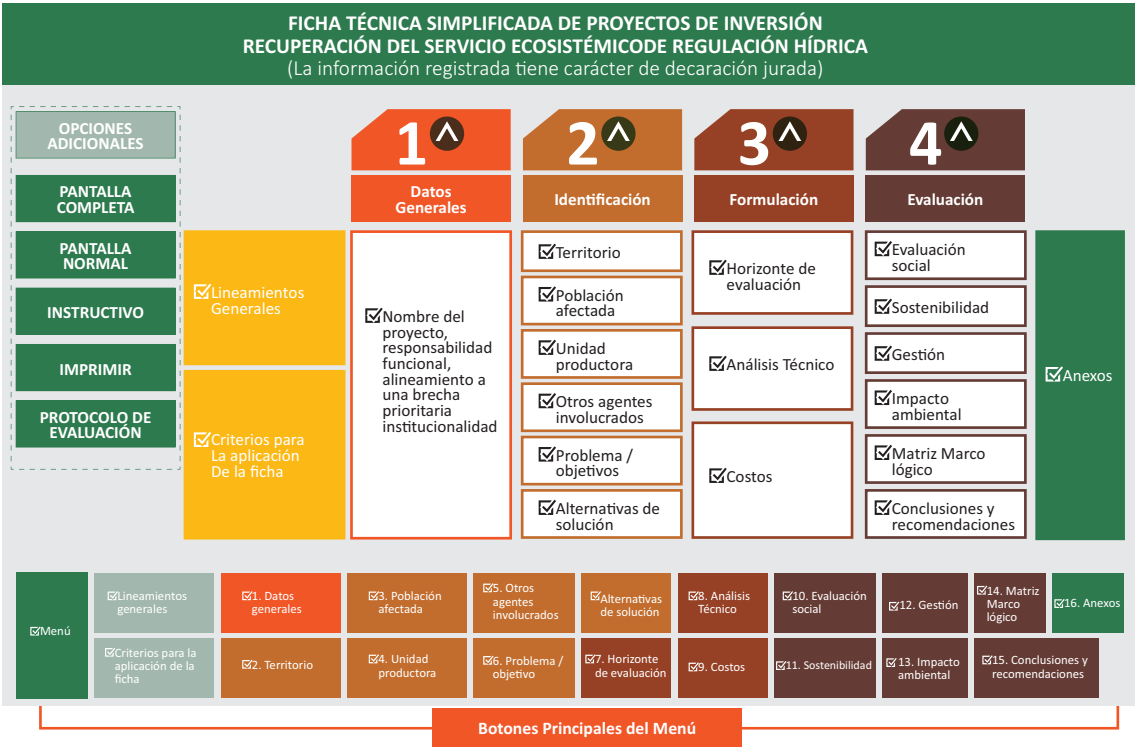 FICHA TÉCNICA SIMPLIFICADA DE PROYECTOS DE INVERSIÓN
RECUPERACIÓN DEL SERVICIO ECOSISTÉMICODE REGULACIÓN HÍDRICA
(La información registrada tiene carácter de decaración jurada)
OPCIONES
ADICIONALES
PANTALLA
COMPLETA
PANTALLA
NORMAL
INSTRUCTIVO
IMPRIMIR
PROTOCOLO DE
EVALUACIÓN
Lineamientos
Generales
Criterios para
La aplicación
De la ficha
1
Datos
Generales
Nombre del
proyecto,
responsabilidad
funcional,
alineamiento a
una brecha
prioritaria
institucionalidad
2
Identificación
Territorio
Población
afectada
Unidad
productora
Otros agentes
involucrados
Problema /
objetivos
Alternativas de
solución
3
Formulación
Horizonte de
evaluación
Análisis Técnico
Costos
4
Evaluación
Evaluación
social
Sostenibilidad
Gestión
Impacto
ambiental
Matriz Marco
lógico
Conclusiones y
recomendaciones
Anexos
Menú
Lineamientos
generales
Criterios para la
aplicación de la
ficha
1. Datos
generales
2. Territorio
3. Población
afectada
4. Unidad
productora
5. Otros
agentes
involucrados
6. Problema /
objetivo
Alternativas
de solución
7. Horizonte
de evaluación
8. Análisis
Técnico
9. Costos
10. Evaluación
social
11. Sostenibilidad
12. Gestión
13. Impacto
ambiental
14. Matriz
Marco
lógico
15. Conclusiones y
recomendaciones
16. Anexos
Botones Principales del Menú